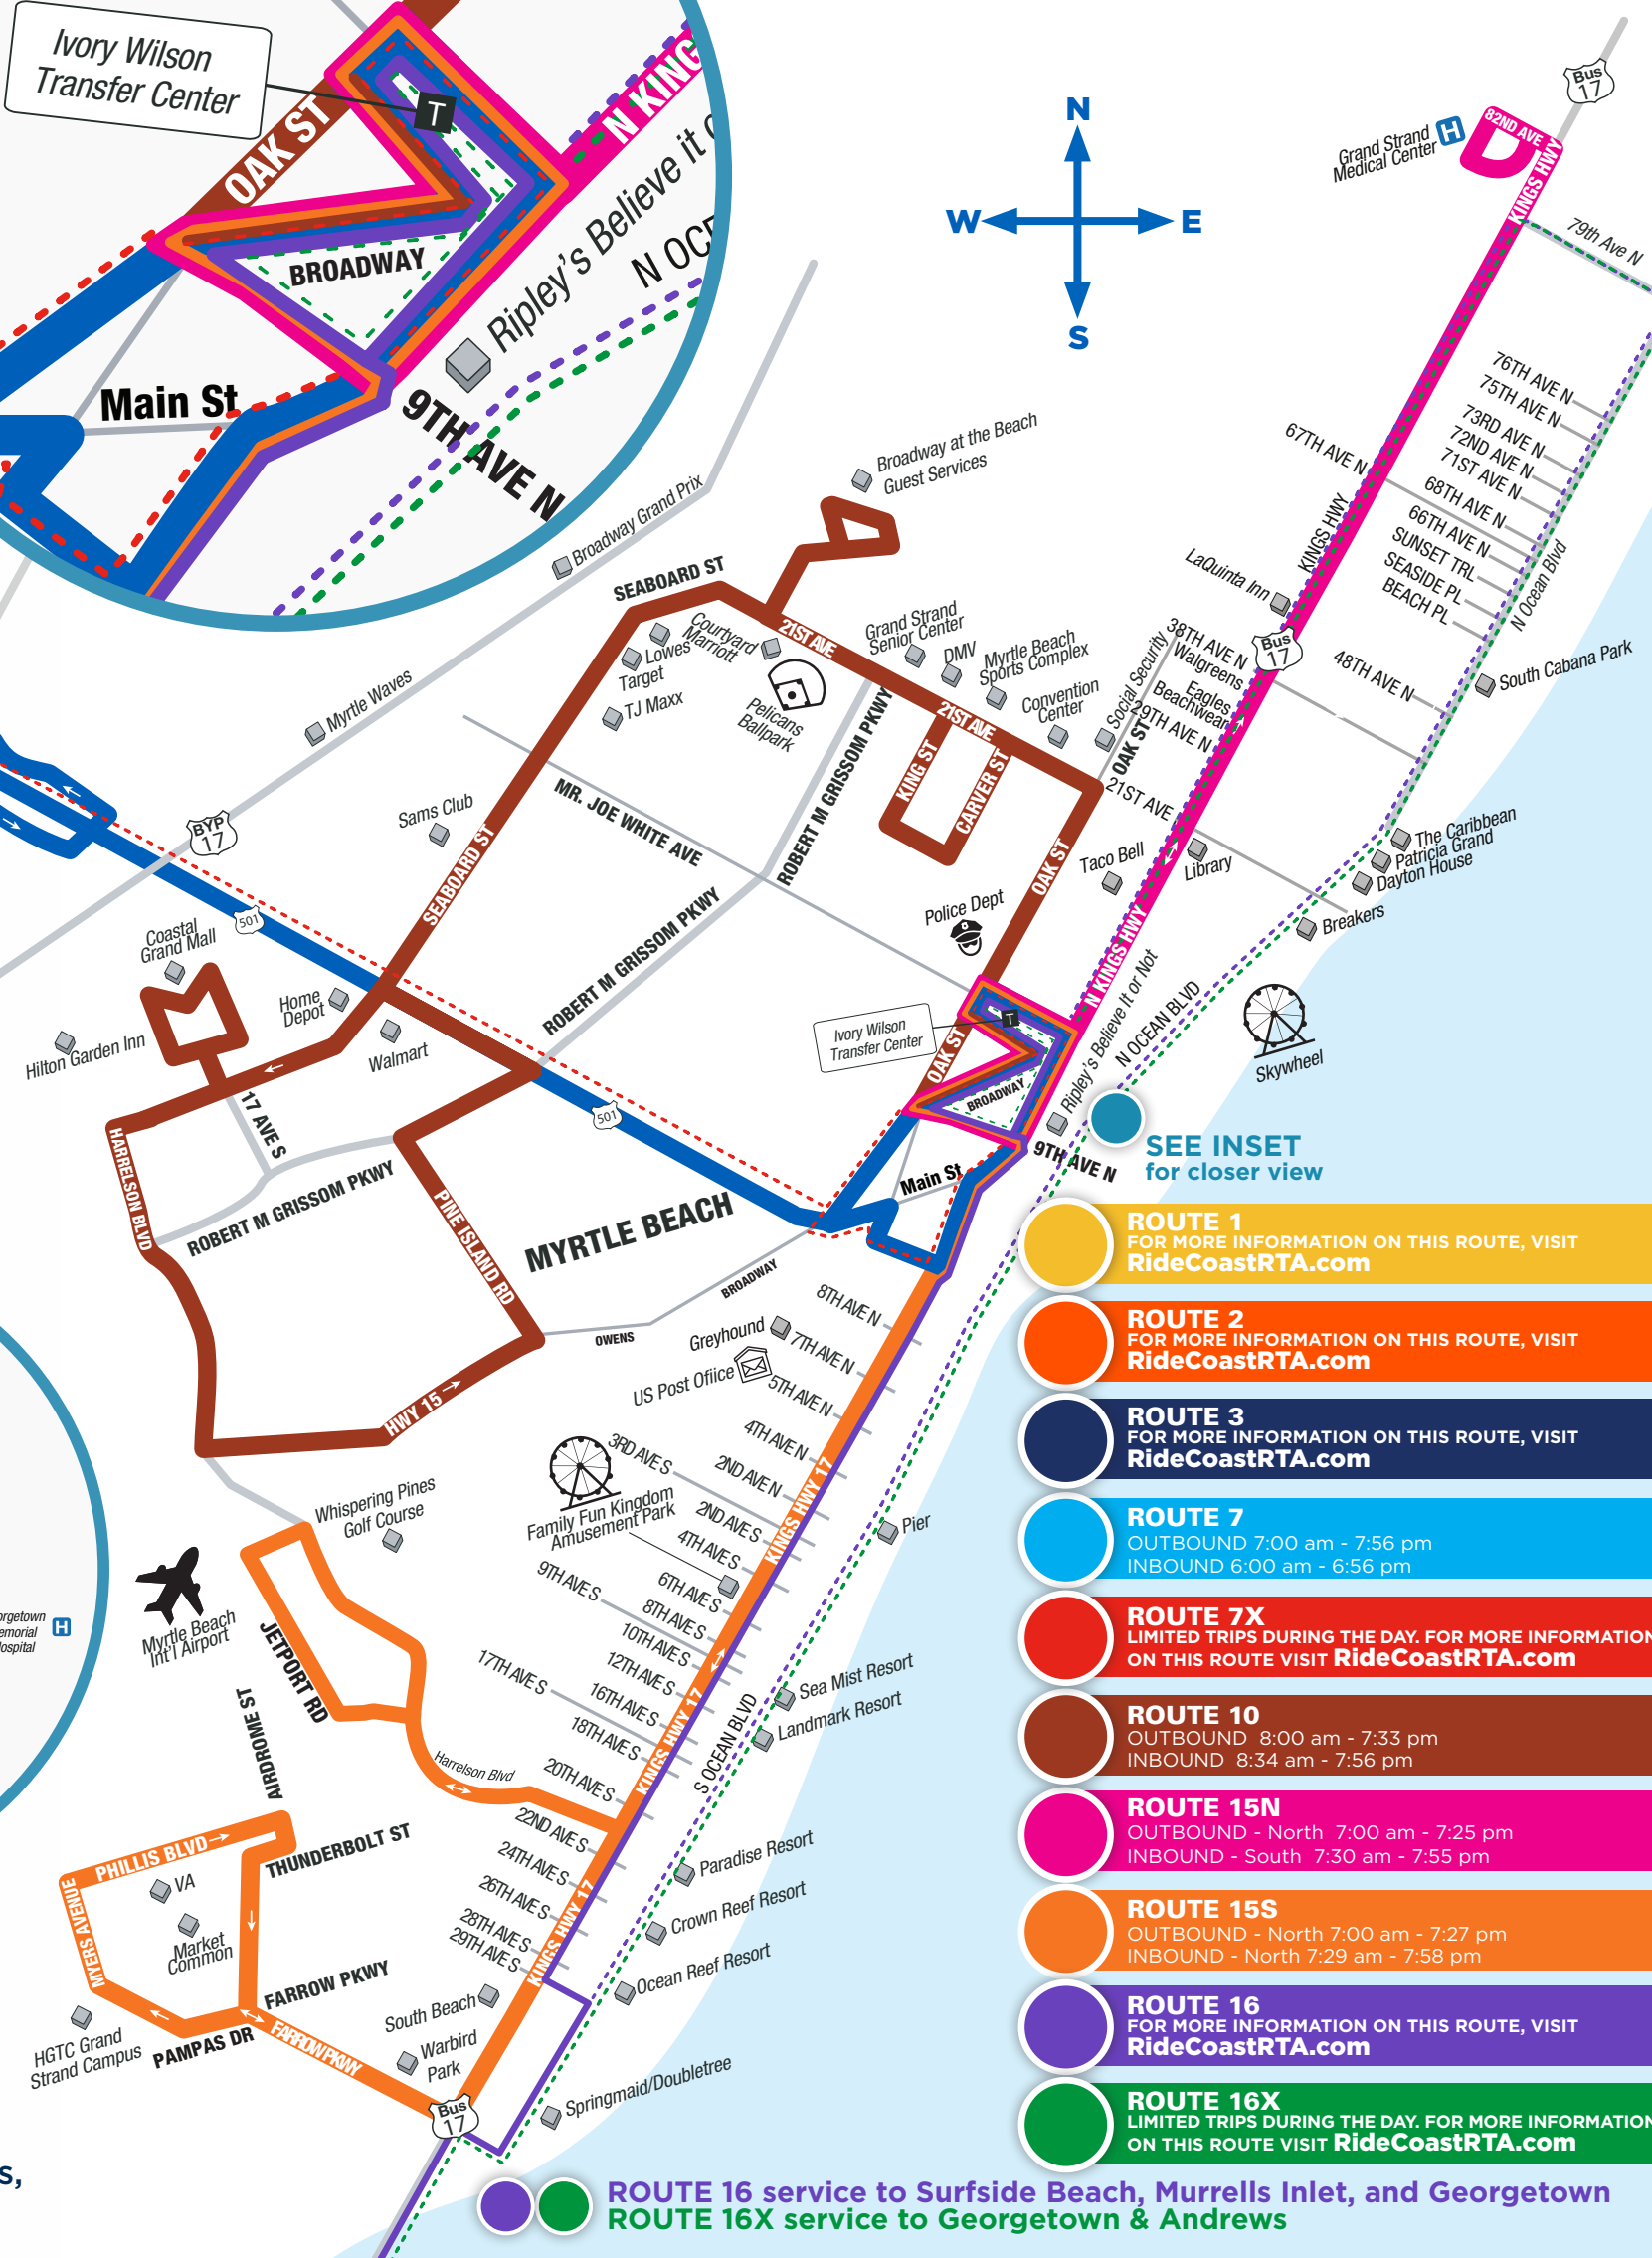 Ivory Wilson
Transfer Center
T
OAK ST
N KING
BROADWAY
Ripley's Believe it
N OCE
Main St
9TH AVE N
N
W
E
S
Bus
17
82ND AVE
Grand Strand
Medical Center
H
KINGS HWY
79th Ave N
76TH AVE N
75TH AVE N
73RD AVE N
72ND AVE N
71ST AVE N
68TH AVE N
66TH AVE N
SUNSET TRL
SEASIDE PL
BEACH PL
67TH AVE N
KINGS HWY
N Ocean Blvd
LaQuinta Inn
Bus
17
48TH AVE N
South Cabana Park
Broadway at the Beach
Guest Services
Broadway Grand Prix
SEABOARD ST
Courtyard
Marriott
Lowes
Target
TJ Maxx
21ST AVE
Grand Strand
Senior Center
DMV
Myrtle Beach
Sports Complex
Convention
Center
Social Security
38TH AVE N
Walgreens
Eagles
Beachwear
29TH AVE N
OAK ST
21ST AVE
Pelicans
Ballpark
ROBERT M GRISSOM PKWY
21ST AVE
KING ST
CARVER ST
Myrtle Waves
BYP
17
Sams Club
MR. JOE WHITE AVE
SEABOARD ST
OAK ST
Taco Bell
Library
The Caribbean
Patricia Grand
Dayton House
Breakers
501
Coastal
Grand Mall
Police Dept
ROBERT M GRISSOM PKWY
N KINGS HWY
Home
Depot
Walmart
Hilton Garden Inn
17 AVE S
Ivory Wilson
Transfer Center
T
OAK ST
BROADWAY
Ripley's Believe It or Not
N OCEAN BLVD
Skywheel
501
HARRELSON BLVD
ROBERT M GRISSOM PKWY
PINE ISLAND RD
MYRTLE BEACH
Main St
9TH AVE N
SEE INSET
for closer view
BROADWAY
OWENS
HWY 15
Greyhound
US Post Ofiice
8TH AVE N
7TH AVE N
5TH AVE N
4TH AVE N
2ND AVE N
3RD AVE S
2ND AVE S
4TH AVE S
6TH AVE S
8TH AVE S
9TH AVE S
10TH AVE S
12TH AVE S
16TH AVE S
17TH AVE S
18TH AVE S
20TH AVE S
22ND AVE S
24TH AVE S
26TH AVE S
28TH AVE S
29TH AVE S
KINGS HWY 17
KINGS HWY 17
KINGS HWY 17
Family Fun Kingdom
Amusement Park
Pier
Whispering Pines
Golf Course
Myrtle Beach
Int'l Airport
orgetown
emorial
ospital
H
JETPORT RD
AIRDROME ST
Harrelson Blvd
S OCEAN BLVD
Sea Mist Resort
Landmark Resort
Paradise Resort
Crown Reef Resort
Ocean Reef Resort
Springmaid/Doubletree
PHILLIS BLVD
THUNDERBOLT ST
VA
Market
Common
MYERS AVENUE
FARROW PKWY
FARROW PKWY
PAMPAS DR
HGTC Grand
Strand Campus
South Beach
Warbird
Park
Bus
17
s,
ROUTE 1
FOR MORE INFORMATION ON THIS ROUTE, VISIT
RideCoastRTA.com
ROUTE 2
FOR MORE INFORMATION ON THIS ROUTE, VISIT
RideCoastRTA.com
ROUTE 3
FOR MORE INFORMATION ON THIS ROUTE, VISIT
RideCoastRTA.com
ROUTE 7
OUTBOUND 7:00 am - 7:56 pm
INBOUND 6:00 am - 6:56 pm
ROUTE 7X
LIMITED TRIPS DURING THE DAY. FOR MORE INFORMATION
ON THIS ROUTE VISIT RideCoastRTA.com
ROUTE 10
OUTBOUND 8:00 am - 7:33 pm
INBOUND 8:34 am - 7:56 pm
ROUTE 15N
OUTBOUND - North 7:00 am - 7:25 pm
INBOUND - South 7:30 am - 7:55 pm
ROUTE 15S
OUTBOUND - North 7:00 am - 7:27 pm
INBOUND - North 7:29 am - 7:58 pm
ROUTE 16
FOR MORE INFORMATION ON THIS ROUTE, VISIT
RideCoastRTA.com
ROUTE 16X
LIMITED TRIPS DURING THE DAY. FOR MORE INFORMATION
ON THIS ROUTE VISIT RideCoastRTA.com
ROUTE 16 service to Surfside Beach, Murrells Inlet, and Georgetown
ROUTE 16X service to Georgetown & Andrews